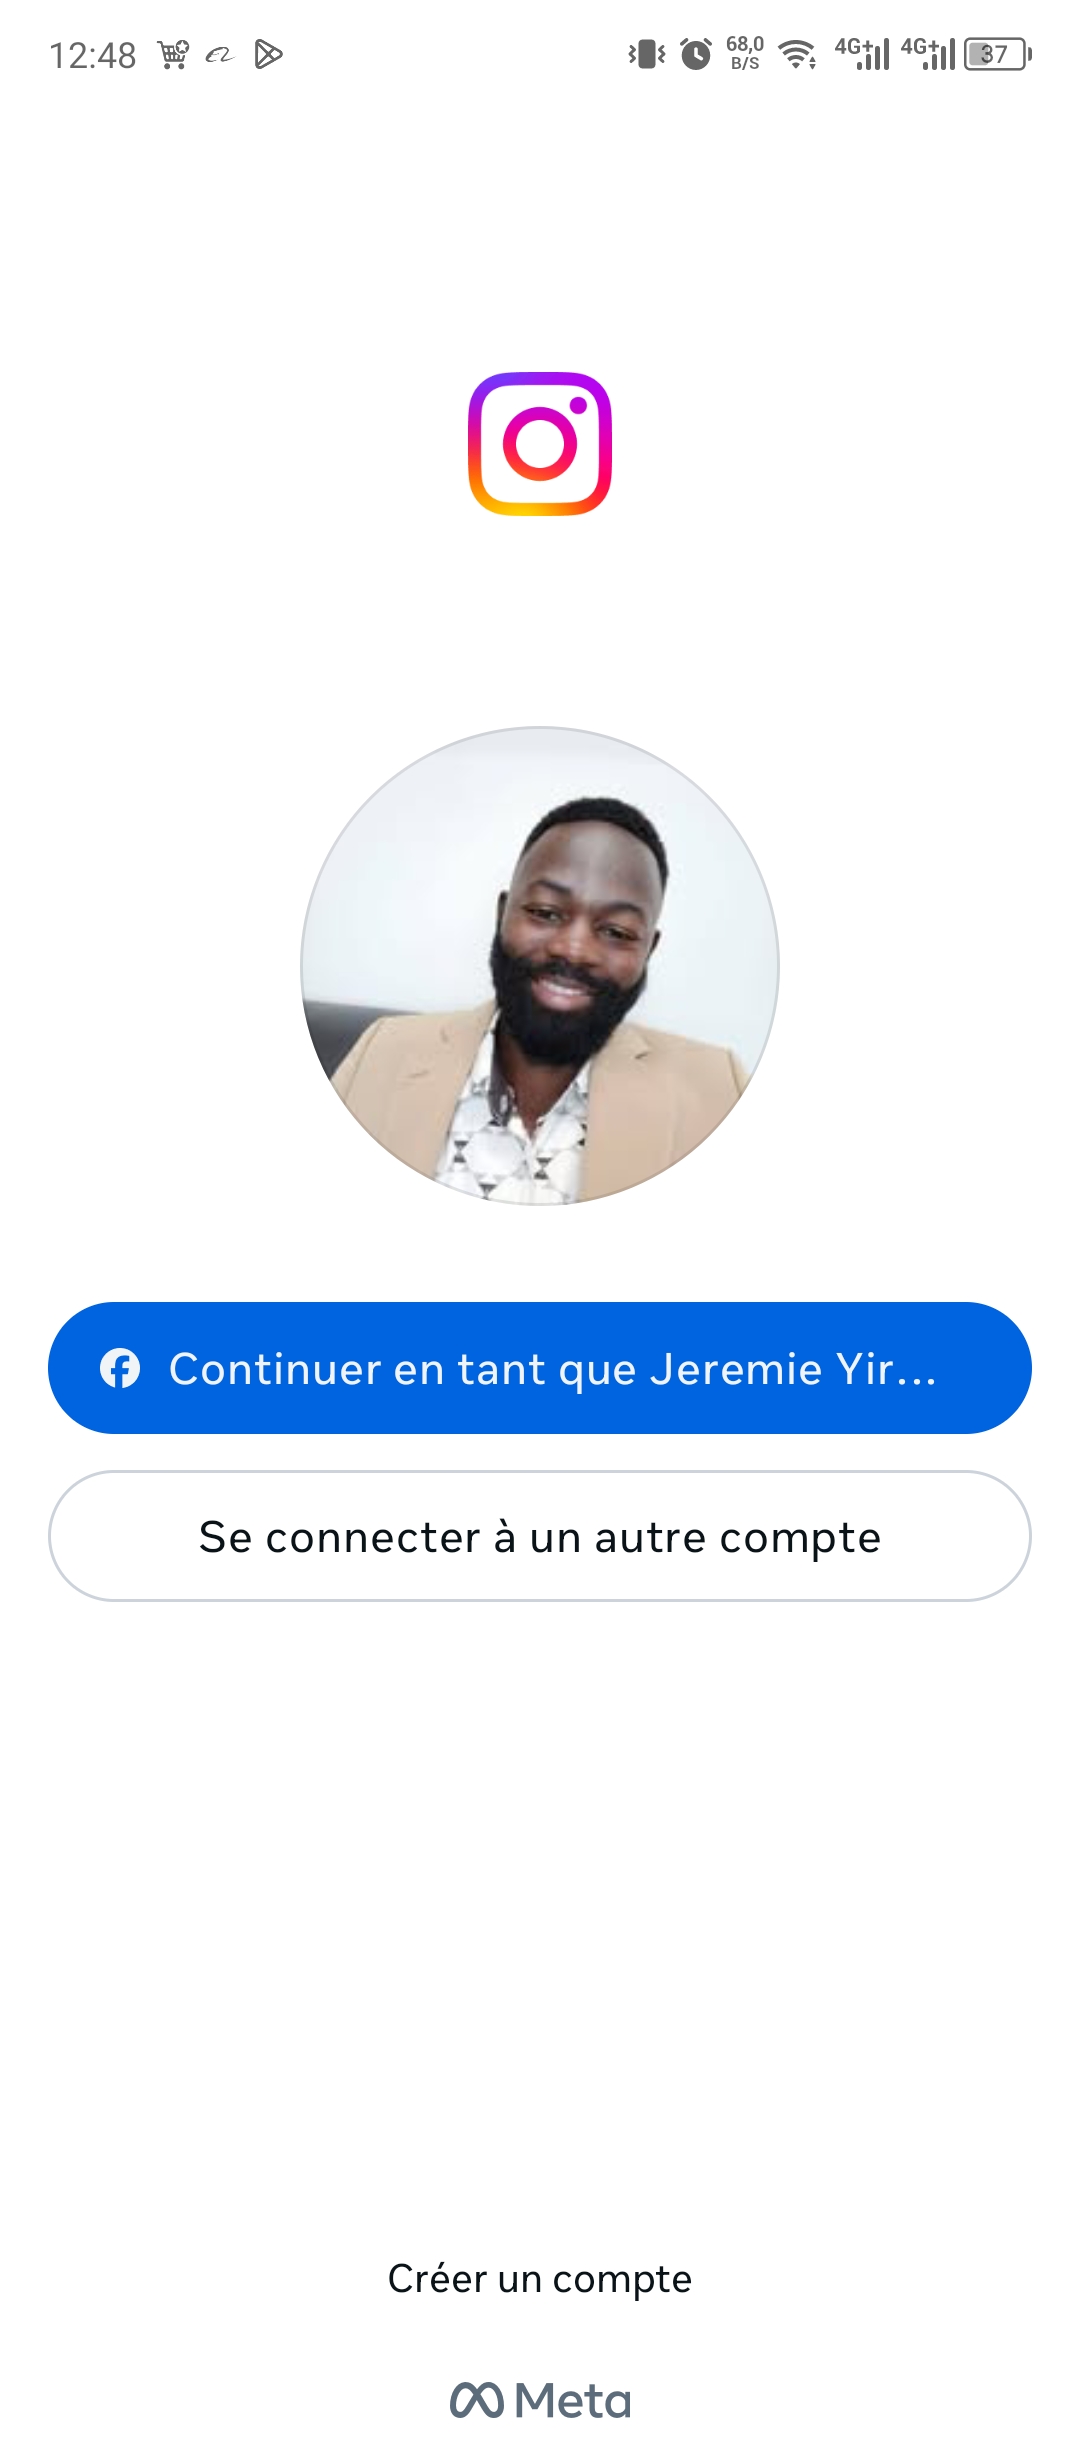 12:48
68,0
B/S
4G+
4G+
37
Continuer en tant que Jeremie Yir...
Se connecter à un autre compte
Créer un compte
Meta